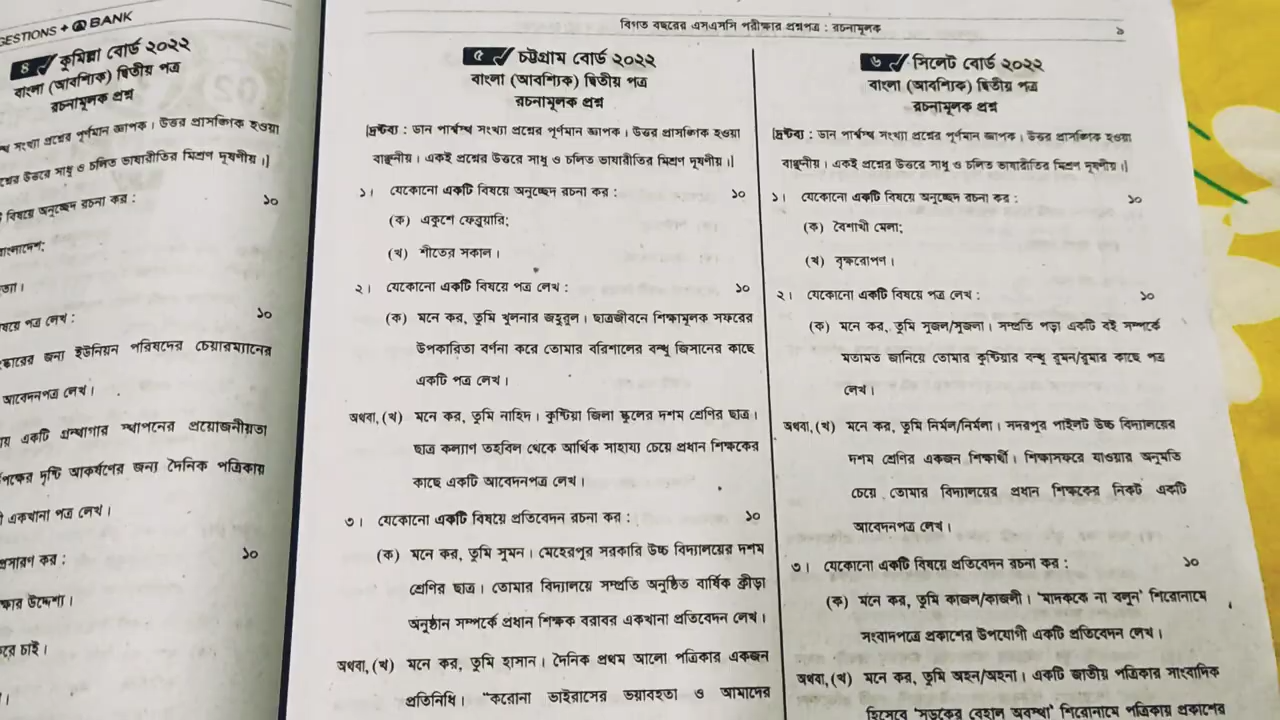 GESTIONS + BANK
৪ কুমিল্লা বোর্ড ২০২২
বাংলা (আবশ্যিক) দ্বিতীয় পত্র
রচনামূলক প্রশ্ন
সংখ্যা প্রশ্নের পূর্ণমান জ্ঞাপক। উত্তর প্রাসঙ্গিক হওয়া
উত্তরে সাধু ও চলিত ভাষারীতির মিশ্রণ দূষণীয়।]
বিষয়ে অনুচ্ছেদ রচনা কর : ১০
বাংলাদেশ;
পত্র লেখ : ১০
জন্য ইউনিয়ন পরিষদের চেয়ারম্যানের
আবেদনপত্র লেখ।
একটি গ্রন্থাগার স্থাপনের প্রয়োজনীয়তা
দৃষ্টি আকর্ষণের জন্য দৈনিক পত্রিকায়
একখানা পত্র লেখ।
কর : ১০
উদ্দেশ্য।
চাই।
বিগত বছরের এসএসসি পরীক্ষার প্রশ্নপত্র : রচনামূলক ৯
৫ চট্টগ্রাম বোর্ড ২০২২
বাংলা (আবশ্যিক) দ্বিতীয় পত্র
রচনামূলক প্রশ্ন
[দ্রষ্টব্য : ডান পার্শ্বস্থ সংখ্যা প্রশ্নের পূর্ণমান জ্ঞাপক। উত্তর প্রাসঙ্গিক হওয়া
বাঞ্ছনীয়। একই প্রশ্নের উত্তরে সাধু ও চলিত ভাষারীতির মিশ্রণ দূষণীয়।]
১। যেকোনো একটি বিষয়ে অনুচ্ছেদ রচনা কর : ১০
(ক) একুশে ফেব্রুয়ারি;
(খ) শীতের সকাল।
২। যেকোনো একটি বিষয়ে পত্র লেখ : ১০
(ক) মনে কর, তুমি খুলনার জহুরুল। ছাত্রজীবনে শিক্ষামূলক সফরের
উপকারিতা বর্ণনা করে তোমার বরিশালের বন্ধু জিসানের কাছে
একটি পত্র লেখ।
অথবা, (খ) মনে কর, তুমি নাহিদ। কুষ্টিয়া জিলা স্কুলের দশম শ্রেণির ছাত্র।
ছাত্র কল্যাণ তহবিল থেকে আর্থিক সাহায্য চেয়ে প্রধান শিক্ষকের
কাছে একটি আবেদনপত্র লেখ।
৩। যেকোনো একটি বিষয়ে প্রতিবেদন রচনা কর : ১০
(ক) মনে কর, তুমি সুমন। মেহেরপুর সরকারি উচ্চ বিদ্যালয়ের দশম
শ্রেণির ছাত্র। তোমার বিদ্যালয়ে সম্প্রতি অনুষ্ঠিত বার্ষিক ক্রীড়া
অনুষ্ঠান সম্পর্কে প্রধান শিক্ষক বরাবর একখানা প্রতিবেদন লেখ।
অথবা, (খ) মনে কর, তুমি হাসান। দৈনিক প্রথম আলো পত্রিকার একজন
প্রতিনিধি। “করোনা ভাইরাসের ভয়াবহতা ও আমাদের
৬ সিলেট বোর্ড ২০২২
বাংলা (আবশ্যিক) দ্বিতীয় পত্র
রচনামূলক প্রশ্ন
[দ্রষ্টব্য : ডান পার্শ্বস্থ সংখ্যা প্রশ্নের পূর্ণমান জ্ঞাপক। উত্তর প্রাসঙ্গিক হওয়া
বাঞ্ছনীয়। একই প্রশ্নের উত্তরে সাধু ও চলিত ভাষারীতির মিশ্রণ দূষণীয়।]
১। যেকোনো একটি বিষয়ে অনুচ্ছেদ রচনা কর : ১০
(ক) বৈশাখী মেলা;
(খ) বৃক্ষরোপণ।
২। যেকোনো একটি বিষয়ে পত্র লেখ : ১০
(ক) মনে কর, তুমি সুজন/সুজনা। সম্প্রতি পড়া একটি বই সম্পর্কে
মতামত জানিয়ে তোমার কুষ্টিয়ার বন্ধু রুমন/রুমার কাছে পত্র
লেখ।
অথবা, (খ) মনে কর, তুমি নির্মল/নির্মলা। সদরপুর পাইলট উচ্চ বিদ্যালয়ের
দশম শ্রেণির একজন শিক্ষার্থী। শিক্ষাসফরে যাওয়ার অনুমতি
চেয়ে তোমার বিদ্যালয়ের প্রধান শিক্ষকের নিকট একটি
আবেদনপত্র লেখ।
৩। যেকোনো একটি বিষয়ে প্রতিবেদন রচনা কর : ১০
(ক) মনে কর, তুমি কাজল/কাজলী। ‘মাদককে না বলুন’ শিরোনামে
সংবাদপত্রে প্রকাশের উপযোগী একটি প্রতিবেদন লেখ।
অথবা, (খ) মনে কর, তুমি অহন/অহনা। একটি জাতীয় পত্রিকার সাংবাদিক
হিসেবে ‘সড়কের বেহাল অবস্থা’ শিরোনামে পত্রিকায় প্রকাশের